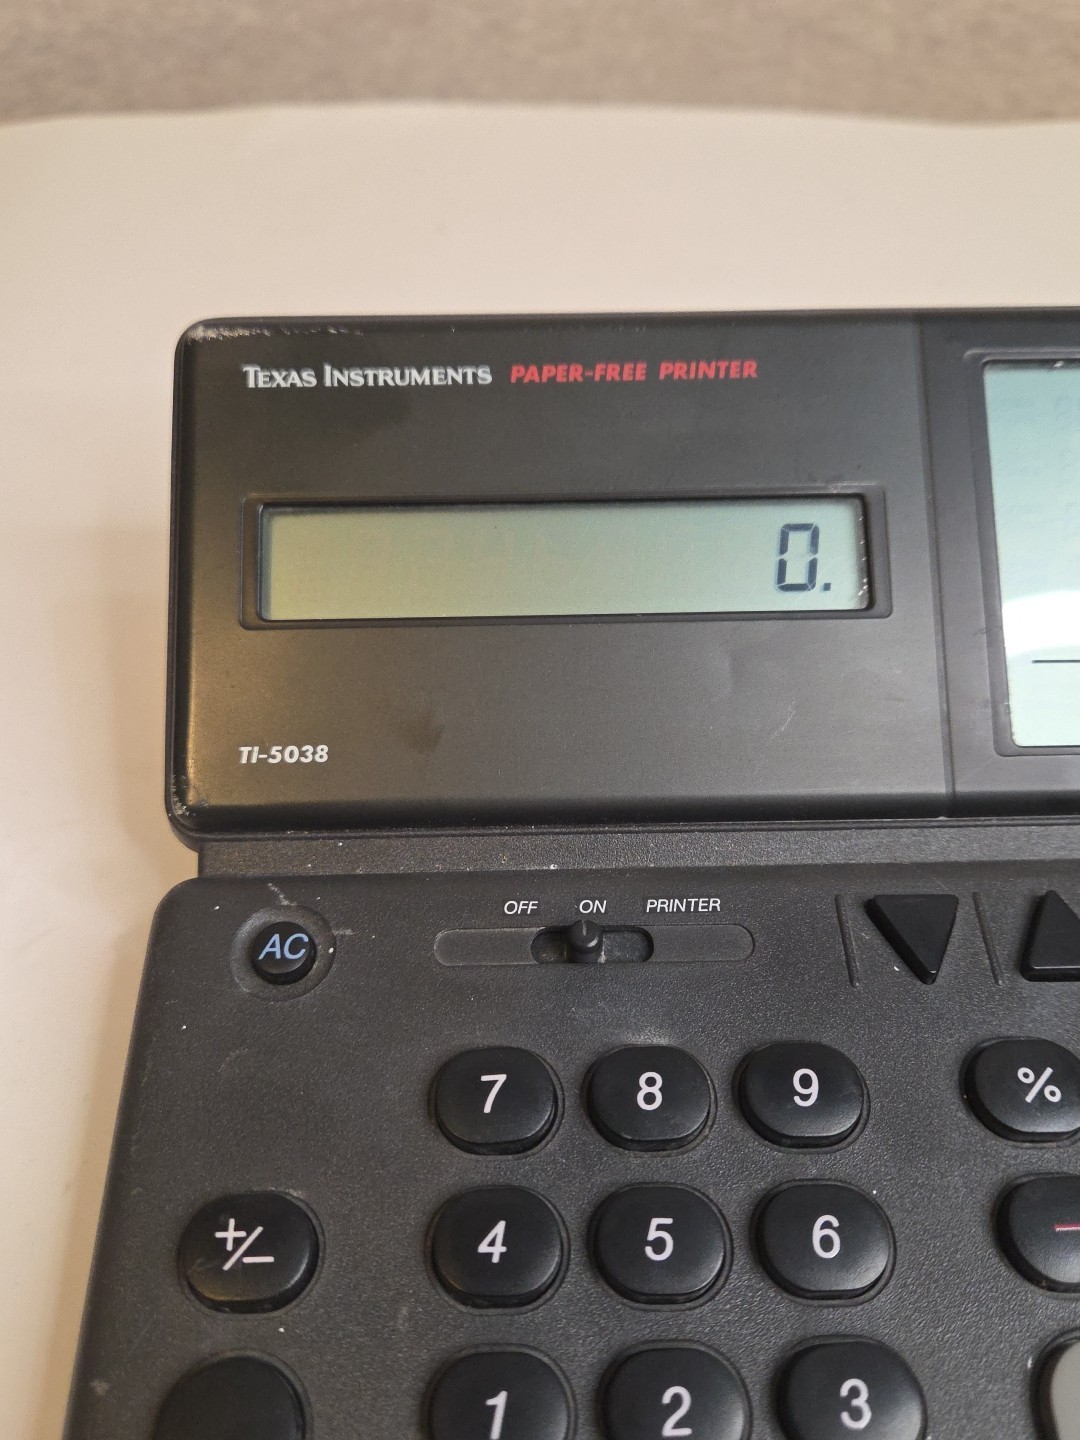 TEXAS INSTRUMENTS PAPER-FREE PRINTER
0.
TI-5038
OFF ON PRINTER
AC
7 8 9 %
+/− 4 5 6 −
1 2 3